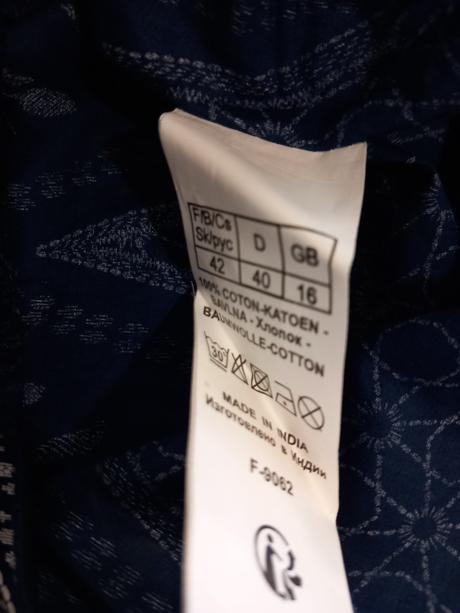 F/B/Cs D GB
Sk/рус
42 40 16
100% COTON-KATOEN -
BAVLNA - Хлопок -
BAUMWOLLE-COTTON
30
MADE IN INDIA
Изготовлено в Индии
F-9062